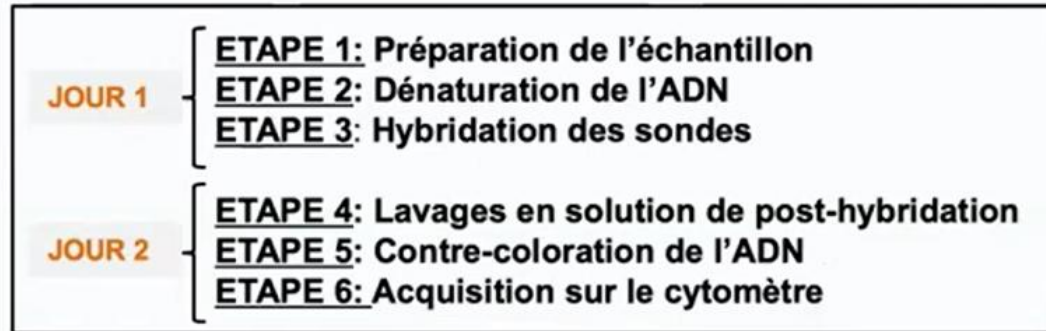 JOUR 1
ETAPE 1: Préparation de l'échantillon
ETAPE 2: Dénaturation de l'ADN
ETAPE 3: Hybridation des sondes
JOUR 2
ETAPE 4: Lavages en solution de post-hybridation
ETAPE 5: Contre-coloration de l'ADN
ETAPE 6: Acquisition sur le cytomètre